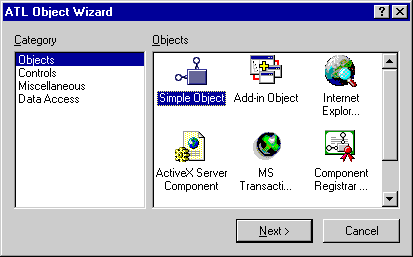 ATL Object Wizard
Category
Objects
Objects
Controls
Miscellaneous
Data Access
Simple Object
Add-in Object
Internet
Explor...
ActiveX Server
Component
MS
Transacti...
Component
Registrar ...
Next >
Cancel